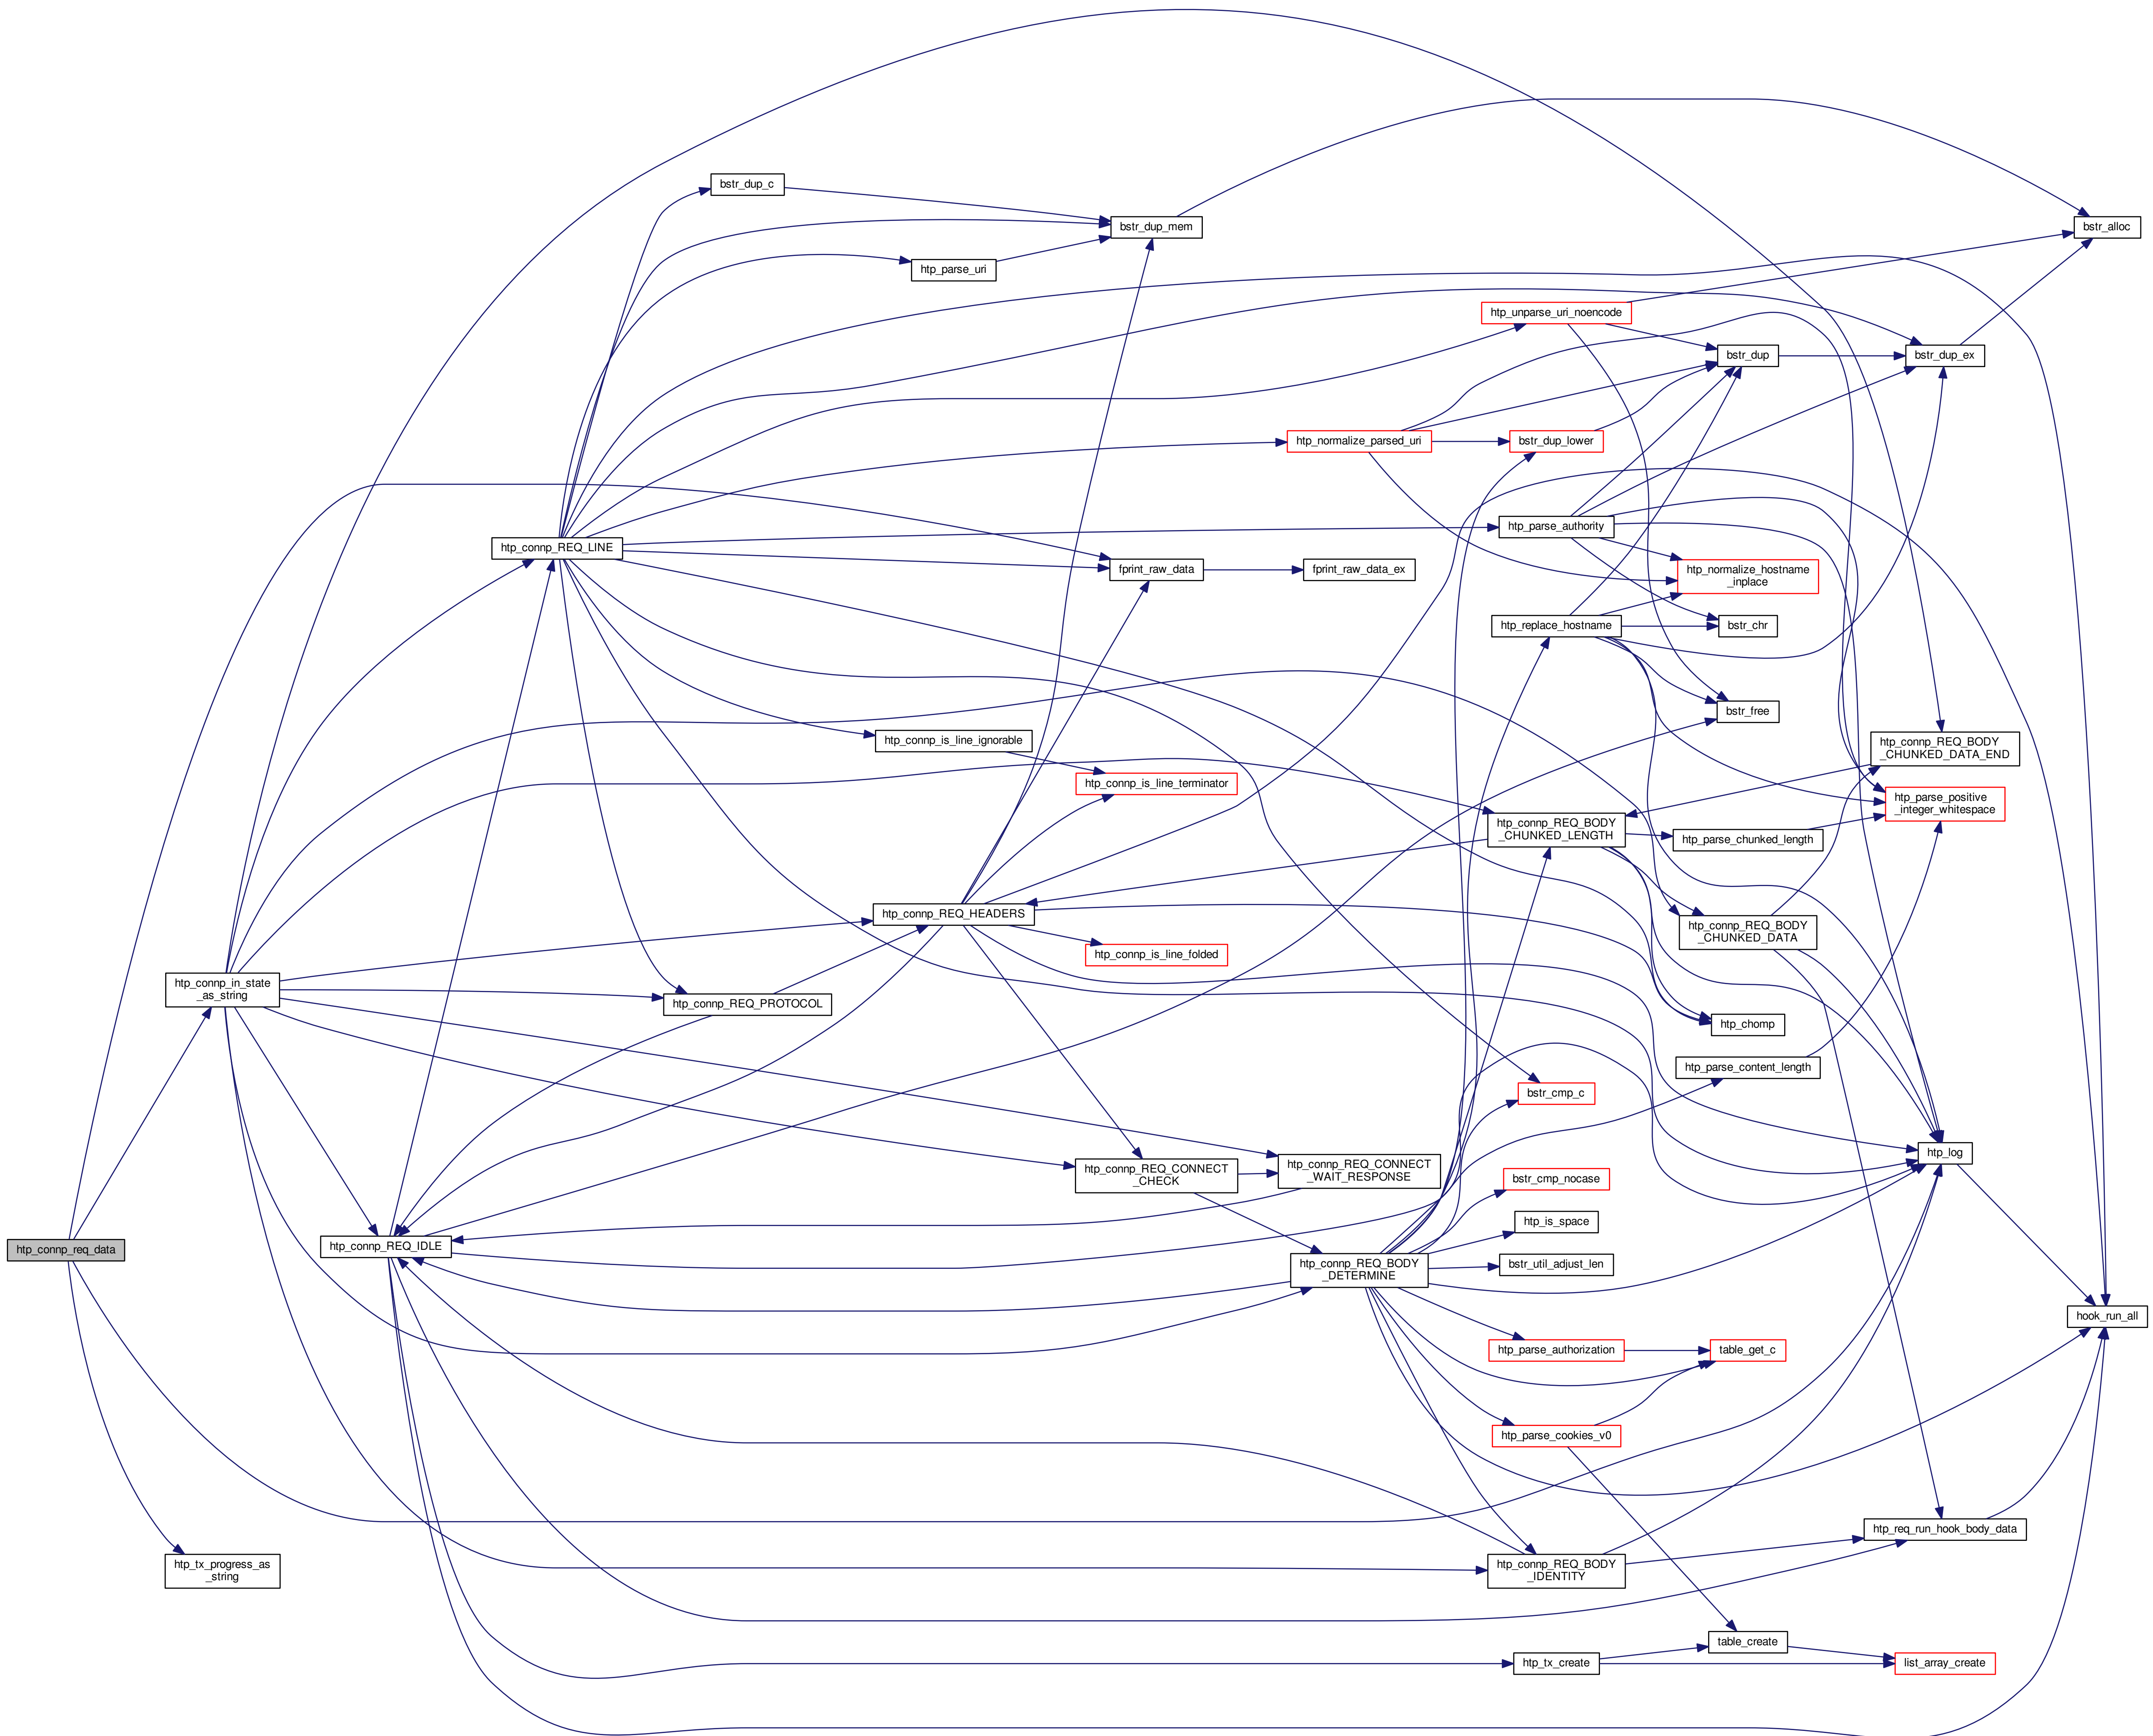 bstr_dup_c
bstr_dup_mem
bstr_alloc
htp_parse_uri
htp_unparse_uri_noencode
bstr_dup
bstr_dup_ex
htp_normalize_parsed_uri
bstr_dup_lower
htp_parse_authority
htp_connp_REQ_LINE
fprint_raw_data
fprint_raw_data_ex
htp_normalize_hostname
_inplace
htp_replace_hostname
bstr_chr
bstr_free
htp_connp_is_line_ignorable
htp_connp_REQ_BODY
_CHUNKED_DATA_END
htp_connp_is_line_terminator
htp_parse_positive
_integer_whitespace
htp_connp_REQ_BODY
_CHUNKED_LENGTH
htp_parse_chunked_length
htp_connp_REQ_HEADERS
htp_connp_REQ_BODY
_CHUNKED_DATA
htp_connp_is_line_folded
htp_connp_in_state
_as_string
htp_connp_REQ_PROTOCOL
htp_chomp
htp_parse_content_length
bstr_cmp_c
htp_log
htp_connp_REQ_CONNECT
_CHECK
htp_connp_REQ_CONNECT
_WAIT_RESPONSE
bstr_cmp_nocase
htp_is_space
htp_connp_req_data
htp_connp_REQ_IDLE
htp_connp_REQ_BODY
_DETERMINE
bstr_util_adjust_len
hook_run_all
htp_parse_authorization
table_get_c
htp_parse_cookies_v0
htp_req_run_hook_body_data
htp_tx_progress_as
_string
htp_connp_REQ_BODY
_IDENTITY
table_create
htp_tx_create
list_array_create